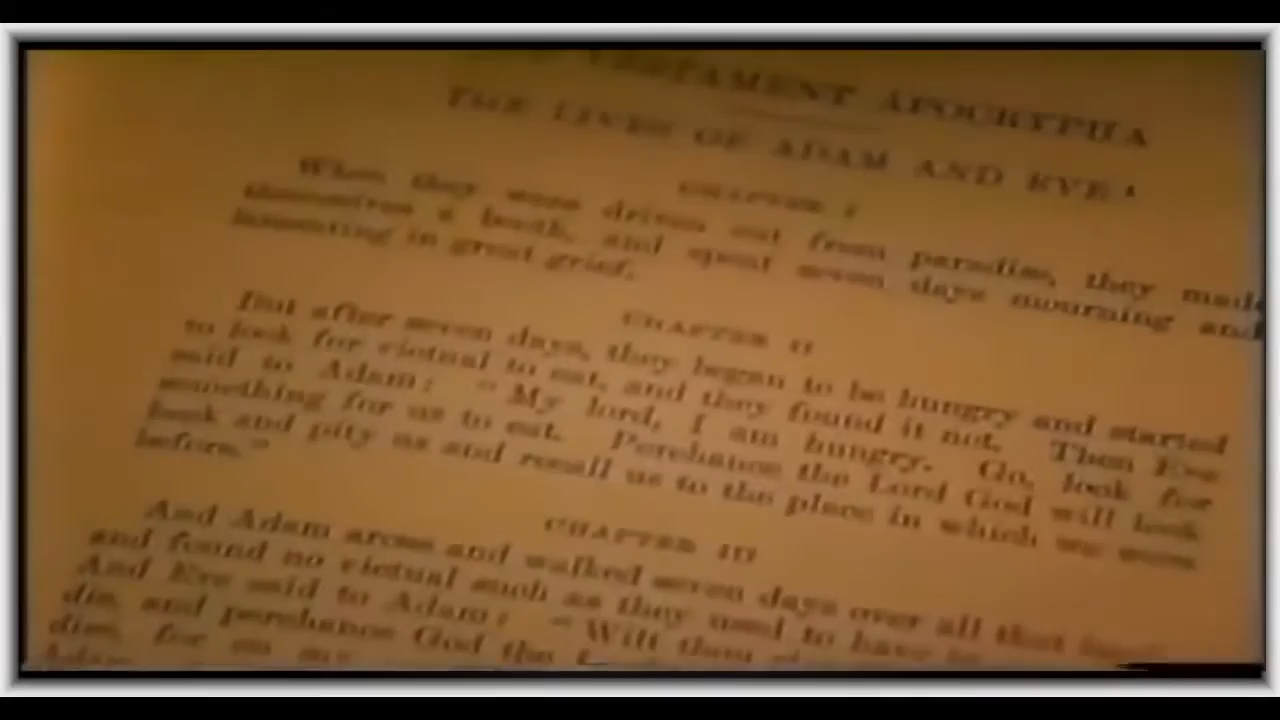 TESTAMENT APOCRYPHA
THE LIVES OF ADAM AND EVE
CHAPTER I
When they were driven out from paradise, they made
themselves a booth, and spent seven days mourning and
lamenting in great grief.
CHAPTER II
But after seven days, they began to be hungry and started
to look for victual to eat, and they found it not. Then Eve
said to Adam: "My lord, I am hungry. Go, look for
something for us to eat. Perchance the Lord God will look
back and pity us and recall us to the place in which we were
before."
CHAPTER III
And Adam arose and walked seven days over all that
and found no victual such as they used to have in
And Eve said to Adam: "Wilt thou
die, and perchance God the
die, for on my